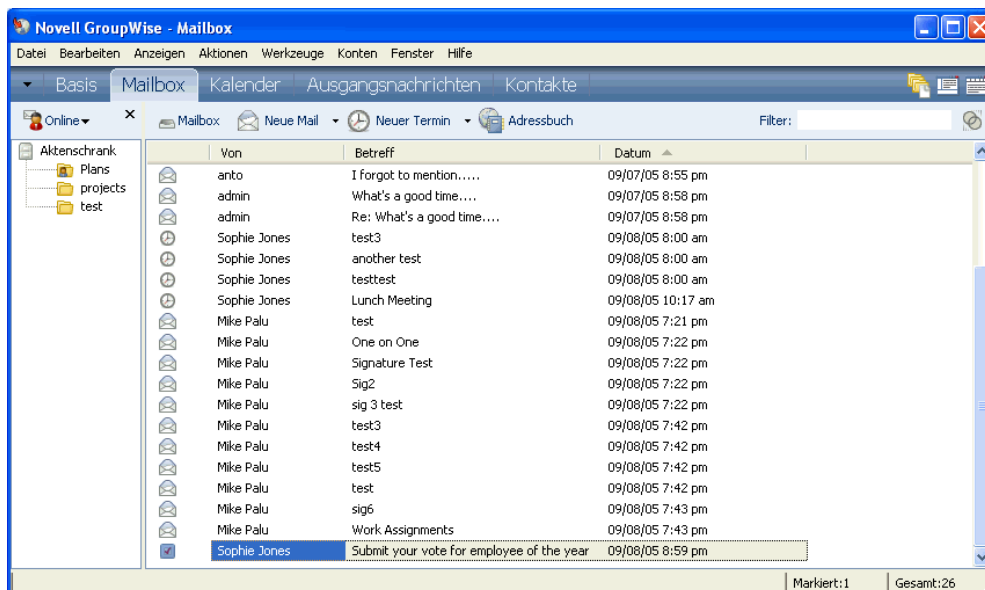 Novell GroupWise - Mailbox
Datei Bearbeiten Anzeigen Aktionen Werkzeuge Konten Fenster Hilfe
Basis Mailbox Kalender Ausgangsnachrichten Kontakte
Online Mailbox Neue Mail Neuer Termin Adressbuch Filter:
Aktenschrank
Plans
projects
test
Von Betreff Datum
anto I forgot to mention..... 09/07/05 8:55 pm
admin What's a good time.... 09/07/05 8:58 pm
admin Re: What's a good time.... 09/07/05 8:58 pm
Sophie Jones test3 09/08/05 8:00 am
Sophie Jones another test 09/08/05 8:00 am
Sophie Jones testtest 09/08/05 8:00 am
Sophie Jones Lunch Meeting 09/08/05 10:17 am
Mike Palu test 09/08/05 7:21 pm
Mike Palu One on One 09/08/05 7:22 pm
Mike Palu Signature Test 09/08/05 7:22 pm
Mike Palu Sig2 09/08/05 7:22 pm
Mike Palu sig 3 test 09/08/05 7:22 pm
Mike Palu test3 09/08/05 7:42 pm
Mike Palu test4 09/08/05 7:42 pm
Mike Palu test5 09/08/05 7:42 pm
Mike Palu test 09/08/05 7:42 pm
Mike Palu sig6 09/08/05 7:43 pm
Mike Palu Work Assignments 09/08/05 7:43 pm
Sophie Jones Submit your vote for employee of the year 09/08/05 8:59 pm
Markiert:1 Gesamt:26